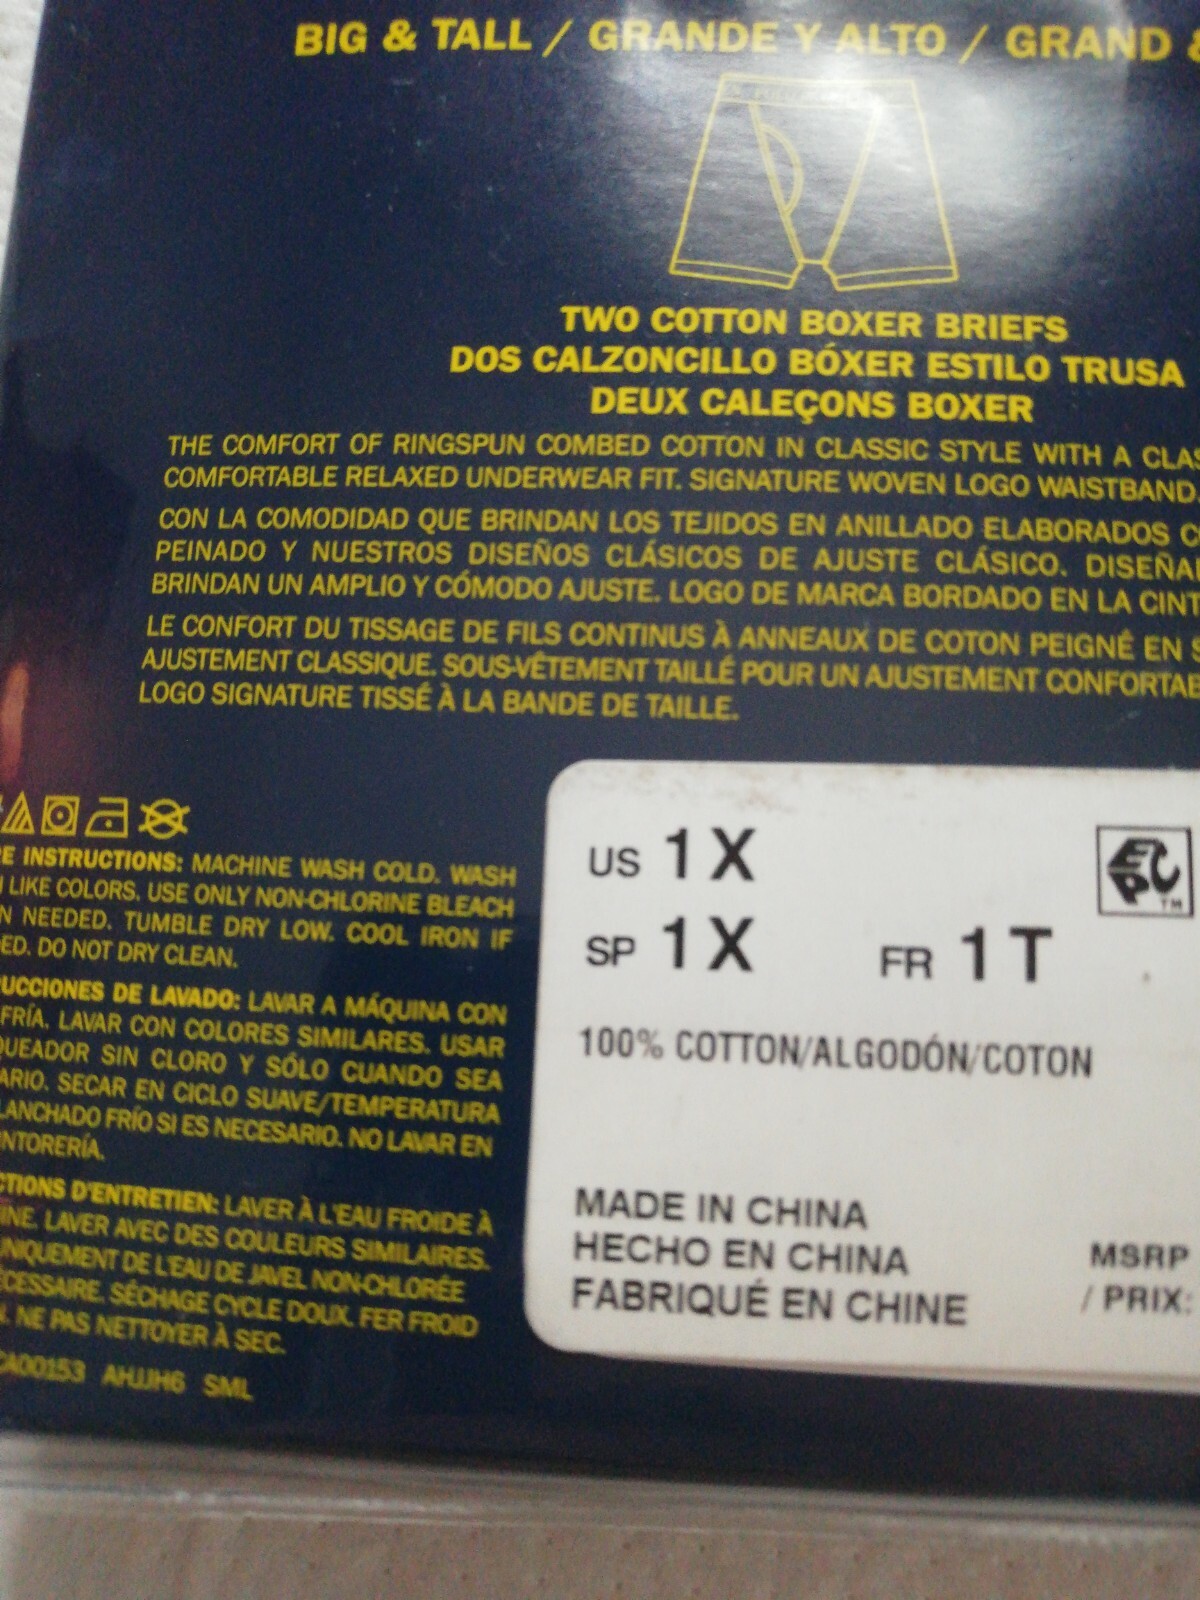 BIG & TALL / GRANDE Y ALTO / GRAND &
TWO COTTON BOXER BRIEFS
DOS CALZONCILLO BÓXER ESTILO TRUSA
DEUX CALEÇONS BOXER
THE COMFORT OF RINGSPUN COMBED COTTON IN CLASSIC STYLE WITH A
COMFORTABLE RELAXED UNDERWEAR FIT. SIGNATURE WOVEN LOGO WAISTBAND
CON LA COMODIDAD QUE BRINDAN LOS TEJIDOS EN ANILLADO ELABORADOS
PEINADO Y NUESTROS DISEÑOS CLÁSICOS DE AJUSTE CLÁSICO.
BRINDAN UN AMPLIO Y CÓMODO AJUSTE. LOGO DE MARCA BORDADO EN LA
LE CONFORT DU TISSAGE DE FILS CONTINUS À ANNEAUX DE COTON PEIGNÉ EN
AJUSTEMENT CLASSIQUE. SOUS-VÊTEMENT TAILLÉ POUR UN AJUSTEMENT
LOGO SIGNATURE TISSÉ À LA BANDE DE TAILLE.
INSTRUCTIONS: MACHINE WASH COLD. WASH
LIKE COLORS. USE ONLY NON-CHLORINE BLEACH
NEEDED. TUMBLE DRY LOW. COOL IRON IF
DO NOT DRY CLEAN.
DE LAVADO: LAVAR A MÁQUINA CON
FRÍA. LAVAR CON COLORES SIMILARES. USAR
SIN CLORO Y SÓLO CUANDO SEA
SECAR EN CICLO SUAVE/TEMPERATURA
FRÍO SI ES NECESARIO. NO LAVAR EN
D'ENTRETIEN: LAVER À L'EAU FROIDE À
LAVER AVEC DES COULEURS SIMILAIRES.
DE L'EAU DE JAVEL NON-CHLORÉE
SÉCHAGE CYCLE DOUX. FER FROID
NE PAS NETTOYER À SEC.
CA00153 AHJJH6 SML
US 1X
EPC TM
SP 1X FR 1T
100% COTTON/ALGODÓN/COTON
MADE IN CHINA
HECHO EN CHINA
FABRIQUÉ EN CHINE
MSRP
/ PRIX: